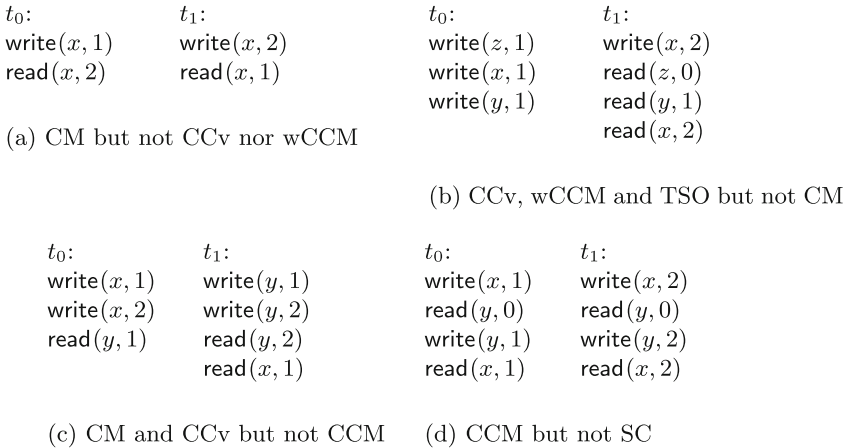 t₀:
write(x, 1)
read(x, 2)
t₁:
write(x, 2)
read(x, 1)
(a) CM but not CCv nor wCCM
t₀:
write(z, 1)
write(x, 1)
write(y, 1)
t₁:
write(x, 2)
read(z, 0)
read(y, 1)
read(x, 2)
(b) CCv, wCCM and TSO but not CM
t₀:
write(x, 1)
write(x, 2)
read(y, 1)
t₁:
write(y, 1)
write(y, 2)
read(y, 2)
read(x, 1)
(c) CM and CCv but not CCM
t₀:
write(x, 1)
read(y, 0)
write(y, 1)
read(x, 1)
t₁:
write(x, 2)
read(y, 0)
write(y, 2)
read(x, 2)
(d) CCM but not SC